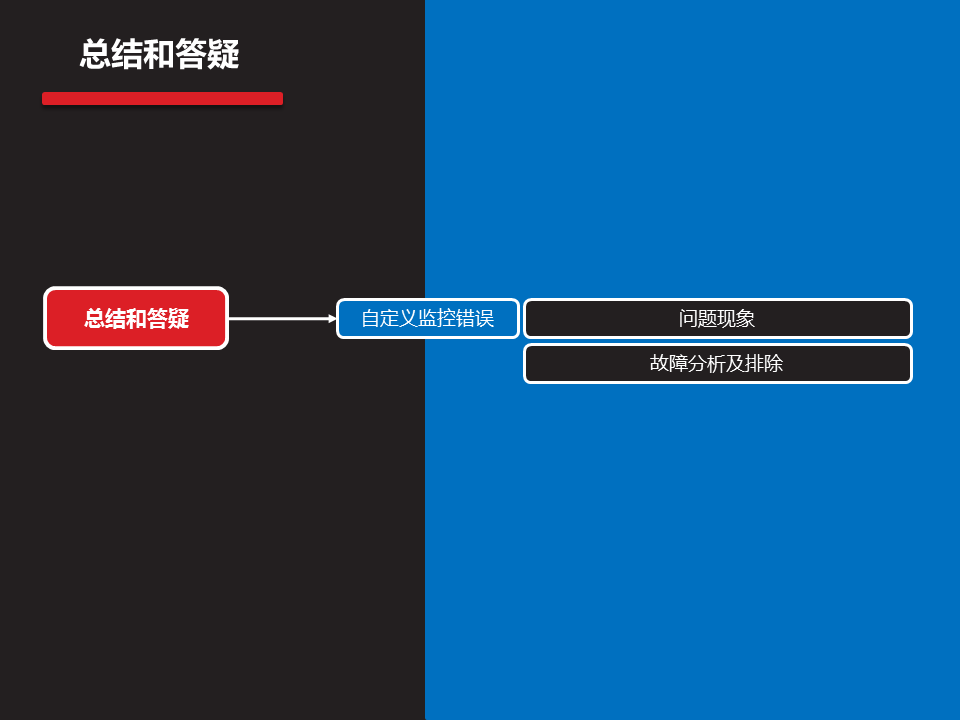 总结和答疑
总结和答疑
自定义监控错误
问题现象
故障分析及排除